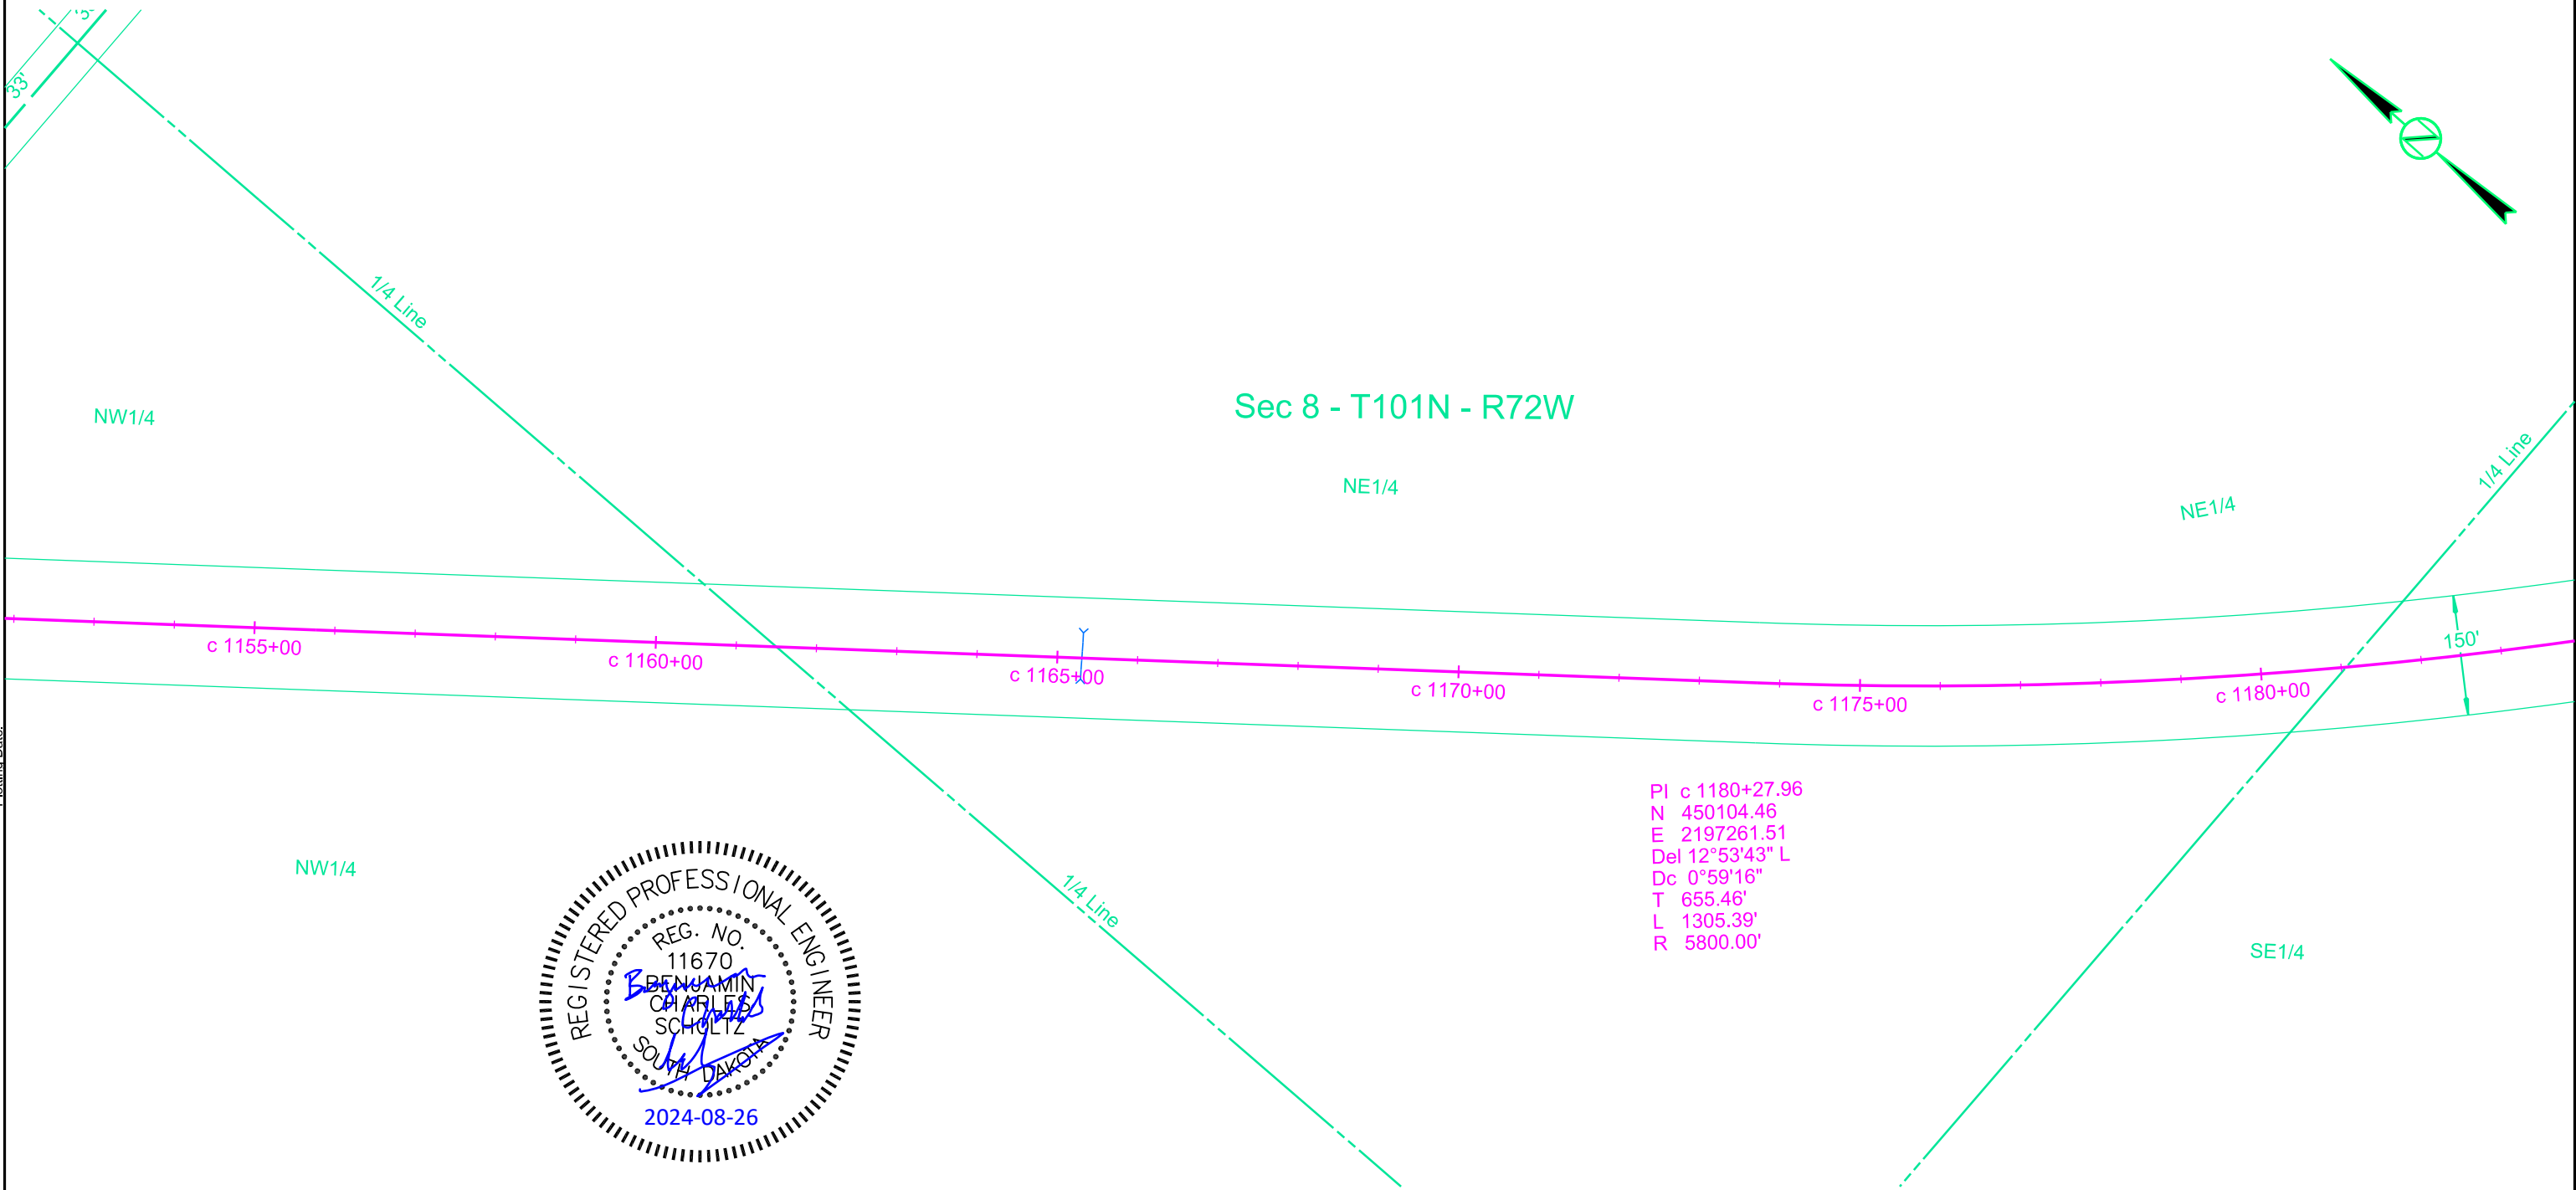 33'
1/4 Line
NW1/4
Sec 8 - T101N - R72W
NE1/4
NE1/4
1/4 Line
c 1155+00
c 1160+00
c 1165+00
c 1170+00
c 1175+00
c 1180+00
150'
PI c 1180+27.96
N 450104.46
E 2197261.51
Del 12°53'43" L
Dc 0°59'16"
T 655.46'
L 1305.39'
R 5800.00'
NW1/4
1/4 Line
SE1/4
REGISTERED PROFESSIONAL ENGINEER
REG. NO.
11670
BENJAMIN
CHARLES
SCHOLTZ
SOUTH DAKOTA
2024-08-26